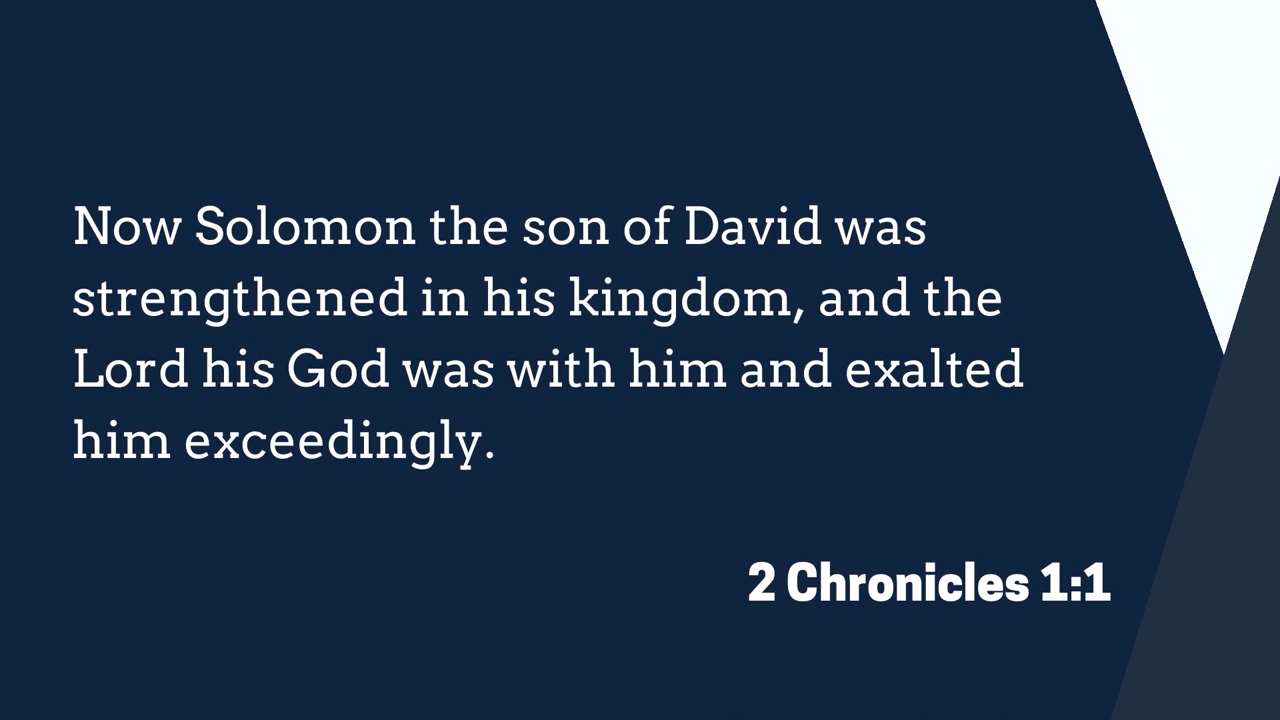 Now Solomon the son of David was
strengthened in his kingdom, and the
Lord his God was with him and exalted
him exceedingly.
2 Chronicles 1:1